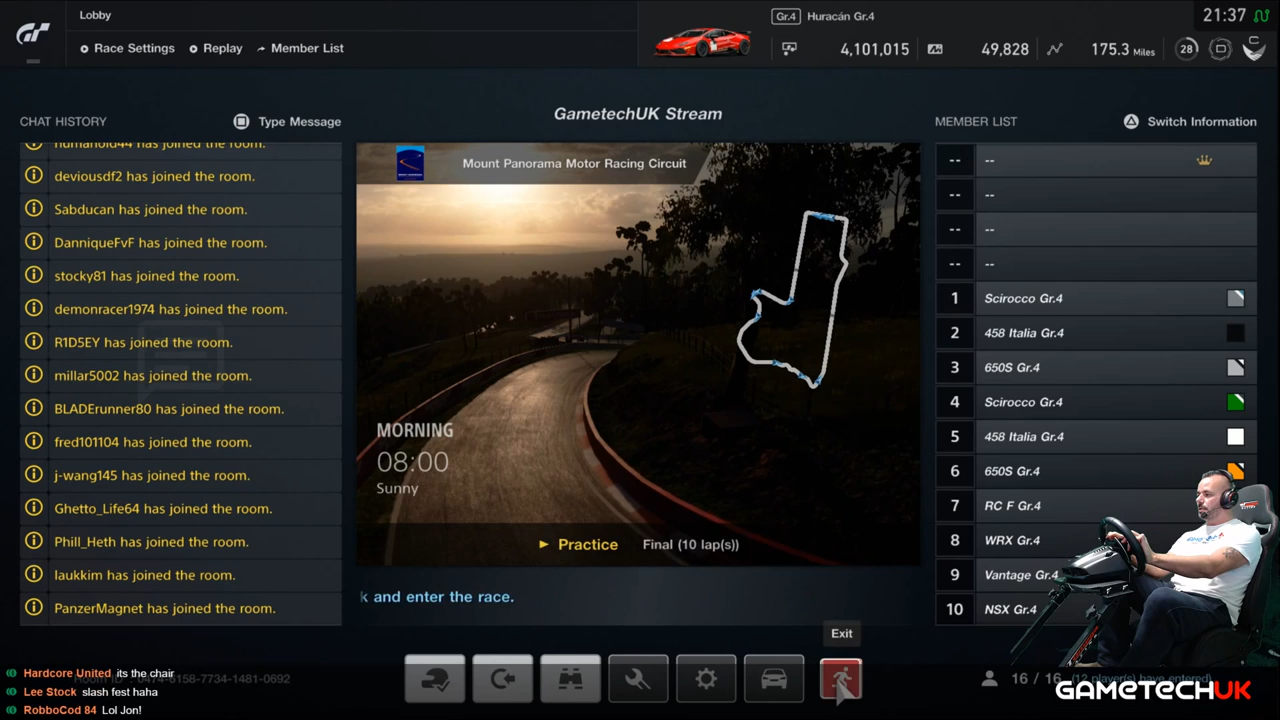 Lobby
Race Settings
Replay
Member List
Gr.4 Huracán Gr.4
4,101,015
49,828
175.3 Miles
28
C
21:37
CHAT HISTORY
Type Message
humanoid44 has joined the room.
deviousdf2 has joined the room.
Sabducan has joined the room.
DanniqueFvF has joined the room.
stocky81 has joined the room.
demonracer1974 has joined the room.
R1D5EY has joined the room.
millar5002 has joined the room.
BLADErunner80 has joined the room.
fred101104 has joined the room.
j-wang145 has joined the room.
Ghetto_Life64 has joined the room.
Phill_Heth has joined the room.
laukkim has joined the room.
PanzerMagnet has joined the room.
GametechUK Stream
Mount Panorama Motor Racing Circuit
MORNING
08:00
Sunny
Practice Final (10 lap(s))
k and enter the race.
MEMBER LIST
Switch Information
-- --
-- --
-- --
-- --
1 Scirocco Gr.4
2 458 Italia Gr.4
3 650S Gr.4
4 Scirocco Gr.4
5 458 Italia Gr.4
6 650S Gr.4
7 RC F Gr.4
8 WRX Gr.4
9 Vantage Gr.4
10 NSX Gr.4
Exit
16 / 16 (12 player(s) have entered)
Hardcore United its the chair
Lee Stock slash fest haha
RobboCod 84 Lol Jon!
GAMETECHUK